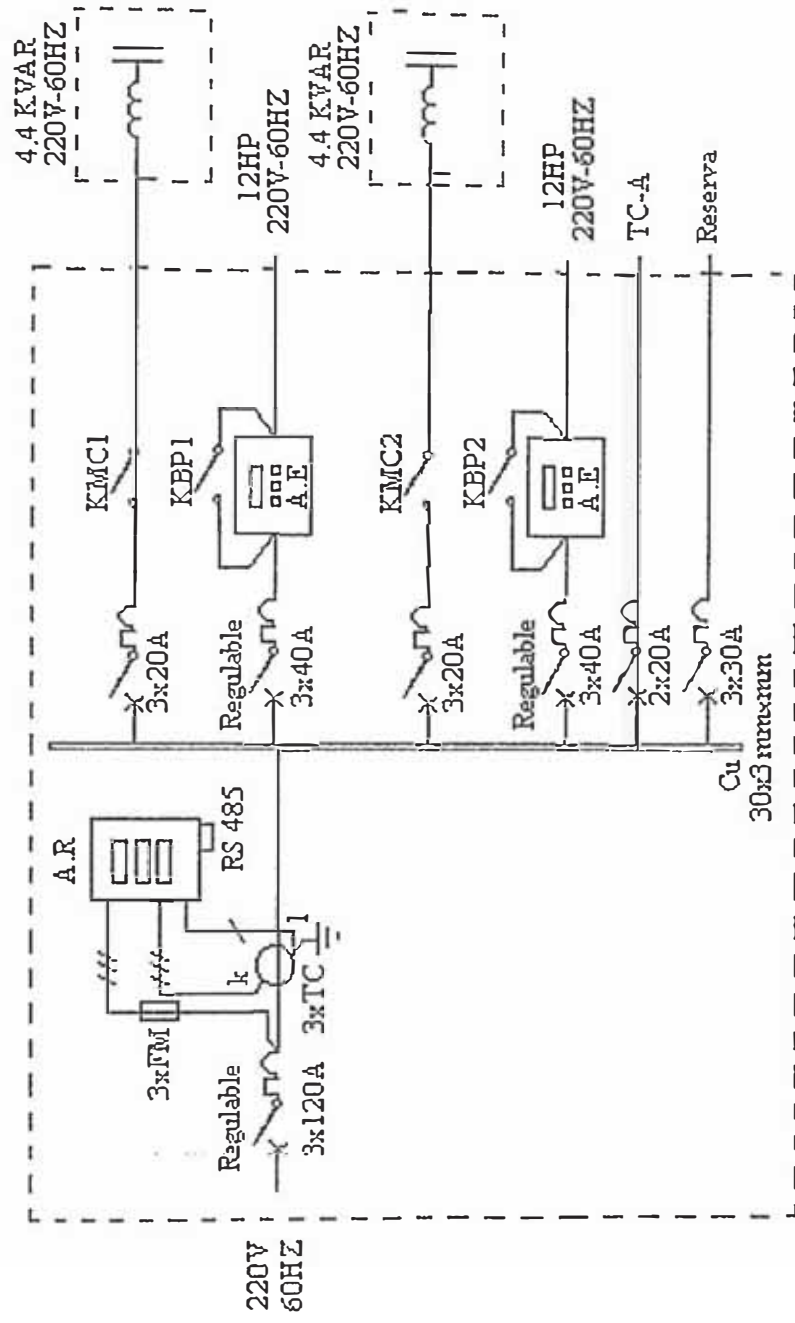 220V
60HZ
Regulable
3x120A
3xFM
k
l
3xTC
A.R
RS 485
Cu
30x3 mmxmm
3x20A
KMC1
4.4 KVAR
220V-60HZ
Regulable
3x40A
KBP1
A.E
12HP
220V-60HZ
3x20A
KMC2
4.4 KVAR
220V-60HZ
Regulable
3x40A
KBP2
A.E
12HP
220V-60HZ
2x20A
TC-A
3x30A
Reserva